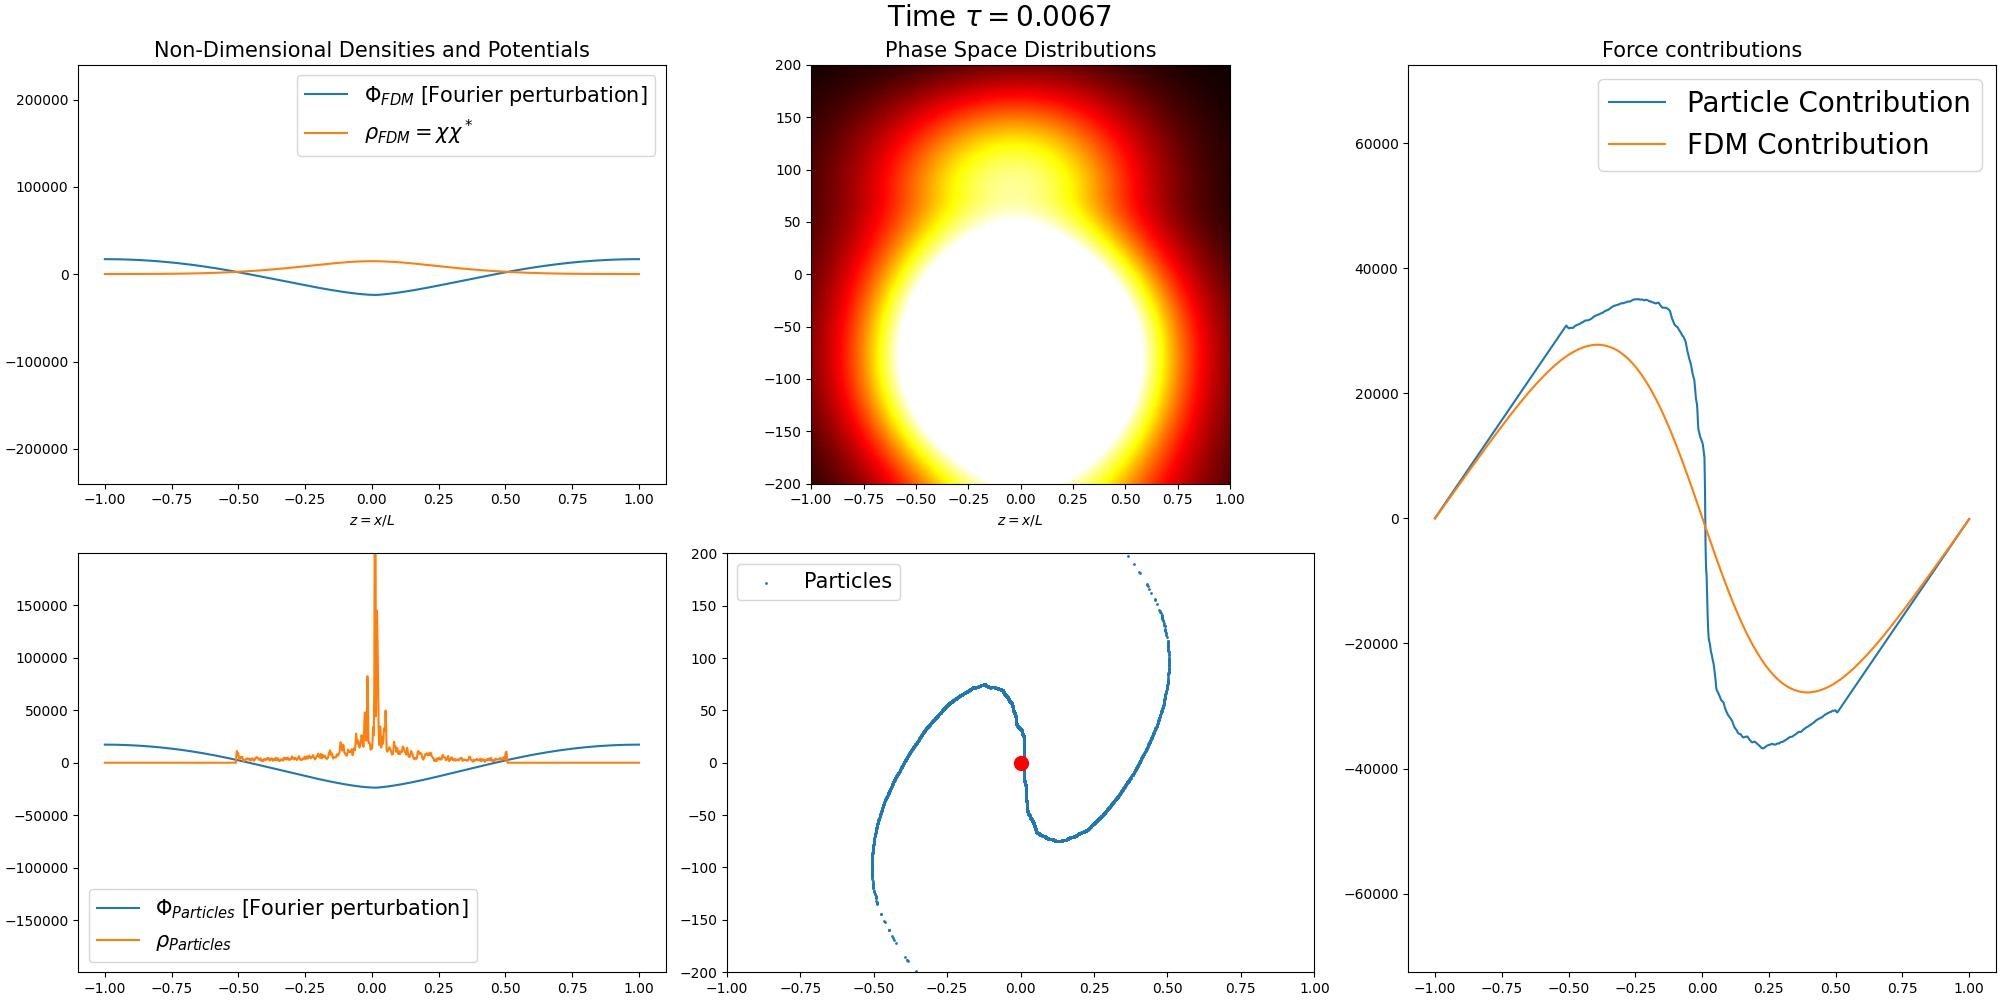 Time τ = 0.0067
Non-Dimensional Densities and Potentials
Φ_FDM [Fourier perturbation]
ρ_FDM = χχ*
200000
100000
0
−100000
−200000
−1.00 −0.75 −0.50 −0.25 0.00 0.25 0.50 0.75 1.00
z = x/L
Phase Space Distributions
200
150
100
50
0
−50
−100
−150
−200
−1.00 −0.75 −0.50 −0.25 0.00 0.25 0.50 0.75 1.00
z = x/L
Force contributions
Particle Contribution
FDM Contribution
60000
40000
20000
0
−20000
−40000
−60000
−1.00 −0.75 −0.50 −0.25 0.00 0.25 0.50 0.75 1.00
150000
100000
50000
0
−50000
−100000
−150000
Φ_Particles [Fourier perturbation]
ρ_Particles
−1.00 −0.75 −0.50 −0.25 0.00 0.25 0.50 0.75 1.00
Particles
200
150
100
50
0
−50
−100
−150
−200
−1.00 −0.75 −0.50 −0.25 0.00 0.25 0.50 0.75 1.00